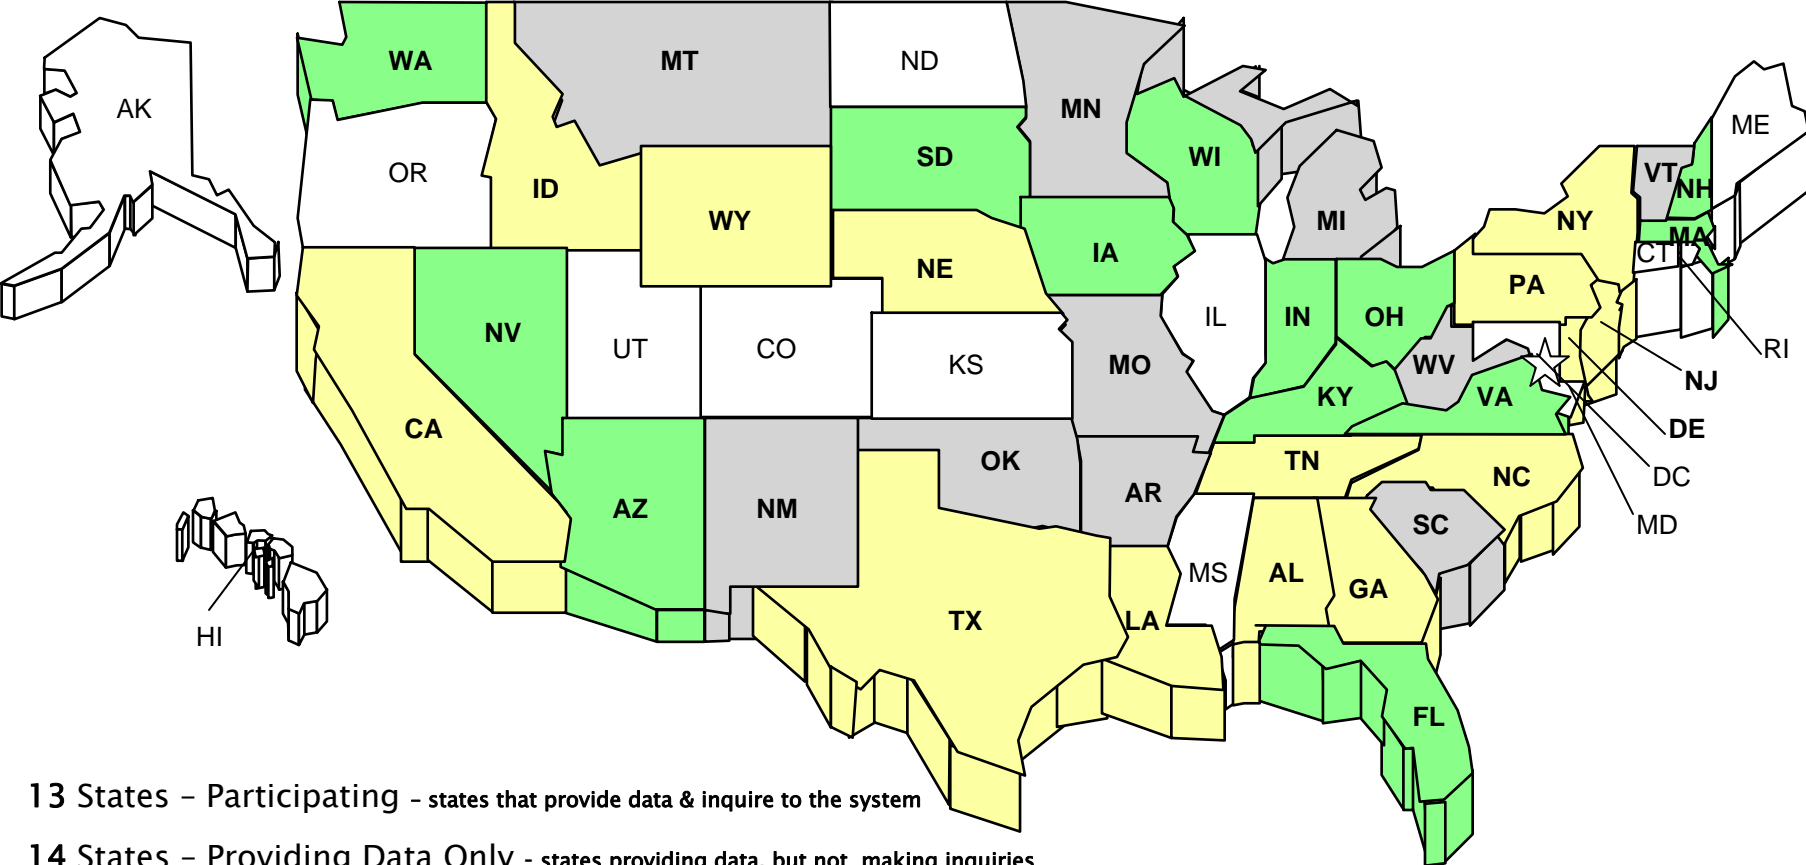 WA
MT
ND
MN
AK
OR
ID
SD
WI
ME
VT
NH
WY
MI
NY
MA
CT
IA
NE
PA
NV
UT
CO
KS
IL
IN
OH
MO
WV
KY
VA
RI
NJ
CA
DE
TN
OK
AR
NC
DC
AZ
NM
SC
MD
MS
AL
GA
HI
TX
LA
FL
13 States – Participating – states that provide data & inquire to the system
14 States – Providing Data Only - states providing data, but not making inquiries